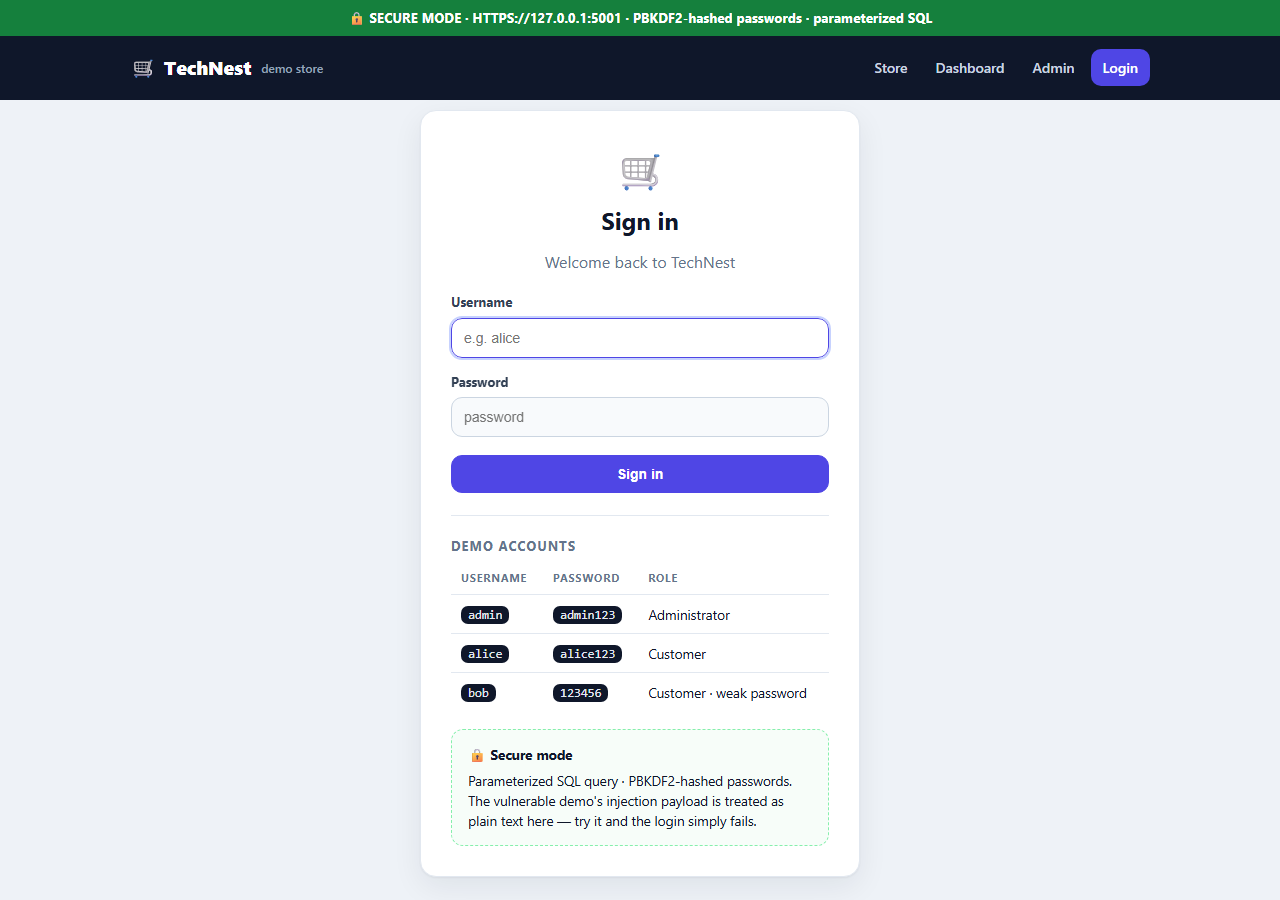 🔒 SECURE MODE · HTTPS://127.0.0.1:5001 · PBKDF2-hashed passwords · parameterized SQL
TechNest demo store Store Dashboard Admin Login
Sign in
Welcome back to TechNest
Username
e.g. alice
Password
password
Sign in
DEMO ACCOUNTS
USERNAME PASSWORD ROLE
admin admin123 Administrator
alice alice123 Customer
bob 123456 Customer · weak password
🔒 Secure mode
Parameterized SQL query · PBKDF2-hashed passwords.
The vulnerable demo's injection payload is treated as
plain text here — try it and the login simply fails.